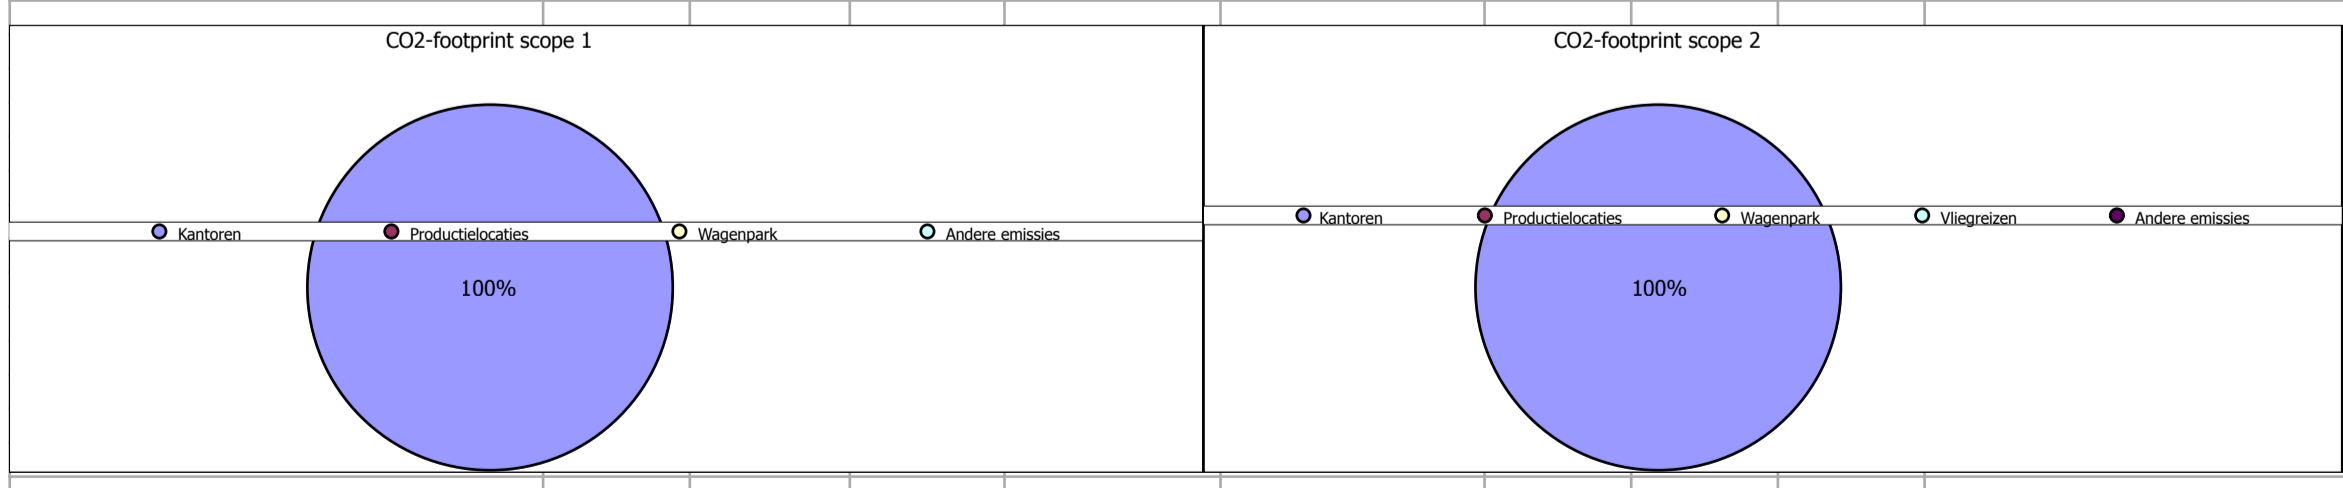 CO2-footprint scope 1
Kantoren Productielocaties Wagenpark Andere emissies
100%
CO2-footprint scope 2
Kantoren Productielocaties Wagenpark Vliegreizen Andere emissies
100%